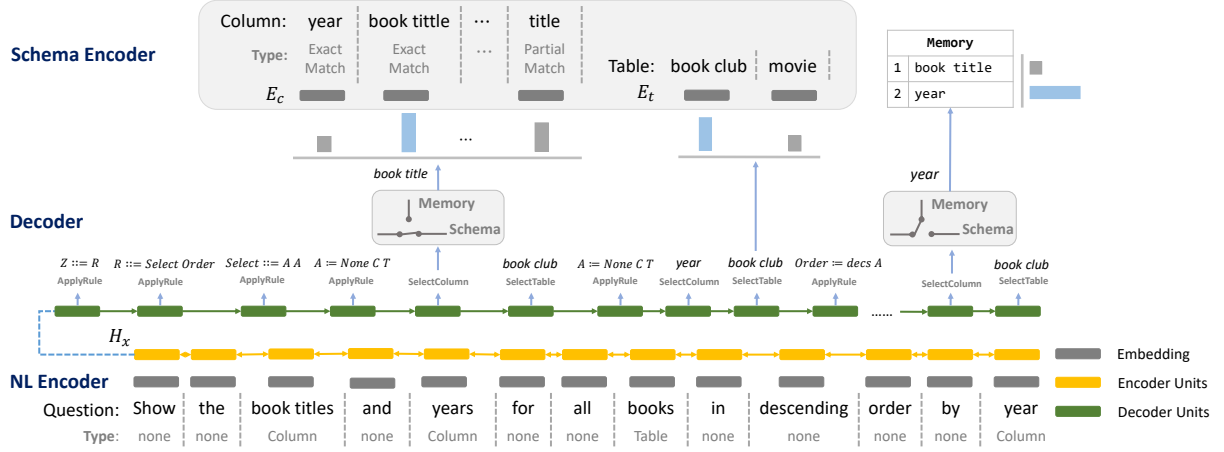 Column: year book tittle ... title
Schema Encoder
Type: Exact Match Exact Match ... Partial Match
Table: book club movie
E_c E_t
Memory
1 book title
2 year
...
book title
year
Memory
Schema
Memory
Schema
Decoder
Z ::= R R ::= Select Order Select ::= A A A ::= None C T book club A := None C T year book club Order := decs A book club
ApplyRule ApplyRule ApplyRule ApplyRule SelectColumn SelectTable ApplyRule SelectColumn SelectTable ApplyRule SelectColumn SelectTable
......
H_x
Embedding
NL Encoder
Encoder Units
Question: Show the book titles and years for all books in descending order by year
Decoder Units
Type: none none Column none Column none none Table none none none none Column